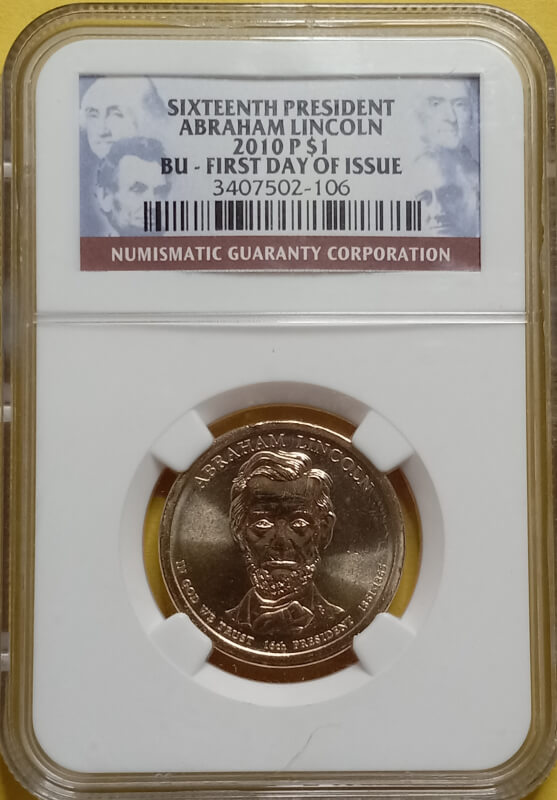 SIXTEENTH PRESIDENT
ABRAHAM LINCOLN
2010 P $1
BU - FIRST DAY OF ISSUE
3407502-106
NUMISMATIC GUARANTY CORPORATION
ABRAHAM LINCOLN
IN GOD WE TRUST 16th PRESIDENT 1861-1865